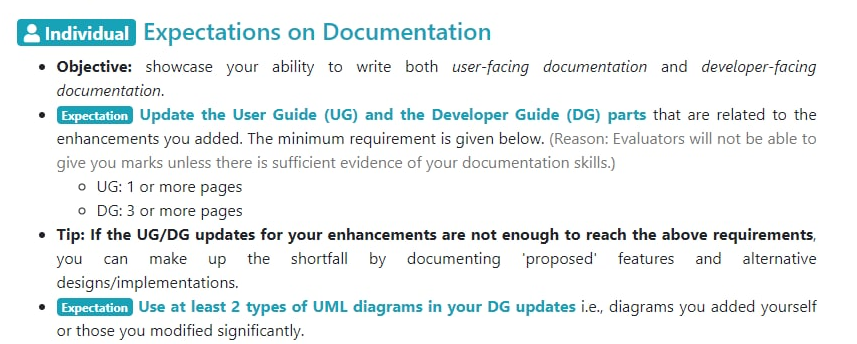 Individual Expectations on Documentation
• Objective: showcase your ability to write both user-facing documentation and developer-facing
documentation.
• Expectation Update the User Guide (UG) and the Developer Guide (DG) parts that are related to the
enhancements you added. The minimum requirement is given below. (Reason: Evaluators will not be able to
give you marks unless there is sufficient evidence of your documentation skills.)
○ UG: 1 or more pages
○ DG: 3 or more pages
• Tip: If the UG/DG updates for your enhancements are not enough to reach the above requirements,
you can make up the shortfall by documenting 'proposed' features and alternative
designs/implementations.
• Expectation Use at least 2 types of UML diagrams in your DG updates i.e., diagrams you added yourself
or those you modified significantly.